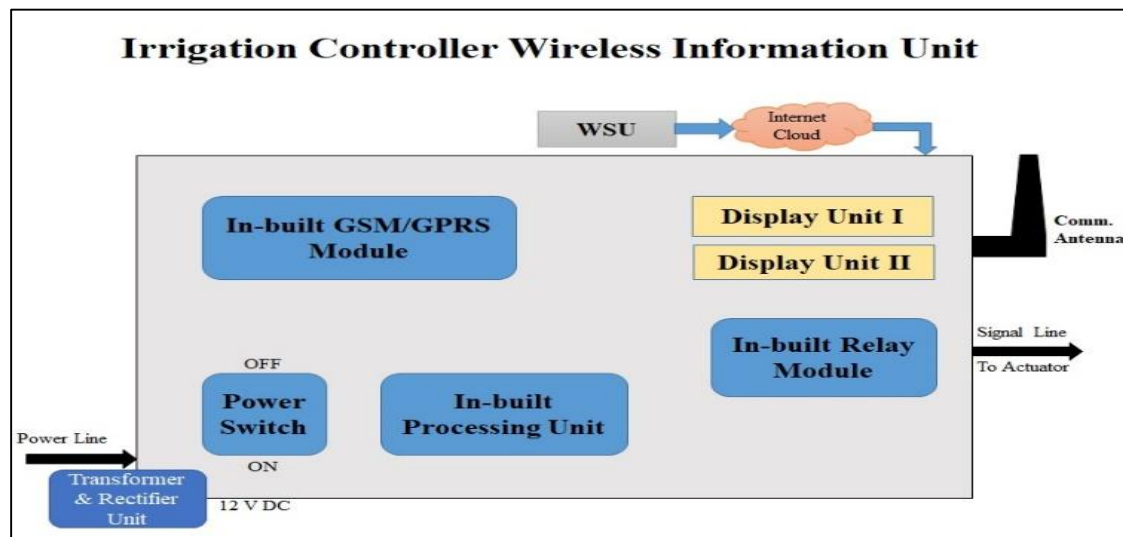 Irrigation Controller Wireless Information Unit
WSU
Internet
Cloud
In-built GSM/GPRS
Module
Display Unit I
Display Unit II
Comm.
Antenna
In-built Relay
Module
Signal Line
To Actuator
OFF
Power
Switch
ON
In-built
Processing Unit
Power Line
Transformer
& Rectifier
Unit
12 V DC